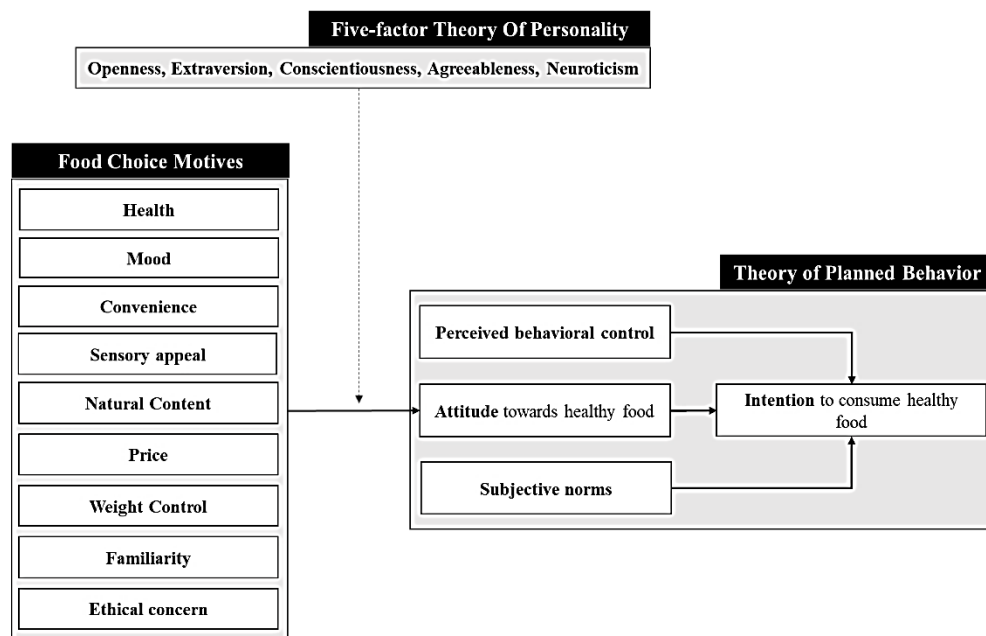 Five-factor Theory Of Personality
Openness, Extraversion, Conscientiousness, Agreeableness, Neuroticism
Food Choice Motives
Health
Mood
Convenience
Sensory appeal
Natural Content
Price
Weight Control
Familiarity
Ethical concern
Theory of Planned Behavior
Perceived behavioral control
Attitude towards healthy food
Subjective norms
Intention to consume healthy
food